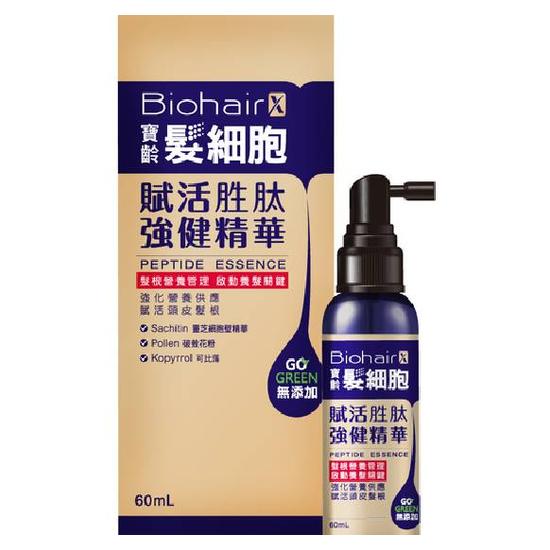 Biohair X
寶齡
髮細胞
賦活胜肽
強健精華
PEPTIDE ESSENCE
髮根營養管理 啟動養髮關鍵
強化營養供應
賦活頭皮髮根
Sachitin 靈芝細胞壁精華
Pollen 破殼花粉
Kopyrrol 可比落
GO
GREEN
無添加
60mL
Biohair X
寶齡
髮細胞
賦活胜肽
強健精華
PEPTIDE ESSENCE
髮根營養管理
啟動養髮關鍵
強化營養供應
賦活頭皮髮根
GO
GREEN
無添加
60mL